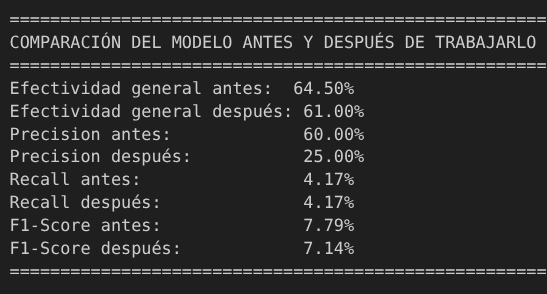 =====================================================
COMPARACIÓN DEL MODELO ANTES Y DESPUÉS DE TRABAJARLO
=====================================================
Efectividad general antes:  64.50%
Efectividad general después: 61.00%
Precision antes:             60.00%
Precision después:           25.00%
Recall antes:                4.17%
Recall después:              4.17%
F1-Score antes:              7.79%
F1-Score después:            7.14%
=====================================================